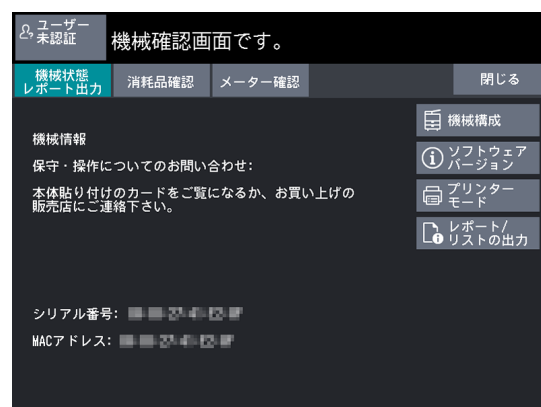 ユーザー
未認証
機械確認画面です。
機械状態
レポート出力
消耗品確認
メーター確認
閉じる
機械情報
保守・操作についてのお問い合わせ:
本体貼り付けのカードをご覧になるか、お買い上げの
販売店にご連絡下さい。
機械構成
ソフトウェア
バージョン
プリンター
モード
レポート/
リストの出力
シリアル番号:
MACアドレス: